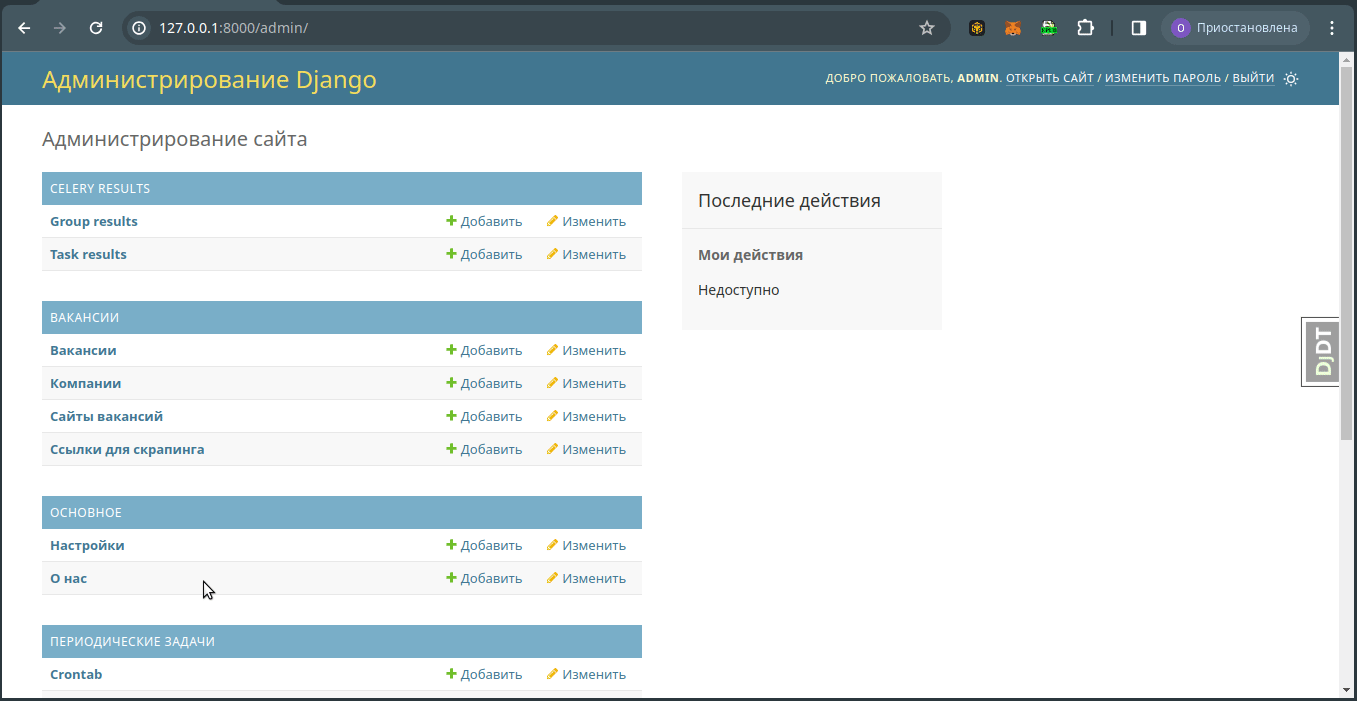 127.0.0.1:8000/admin/
О Приостановлена
Администрирование Django
ДОБРО ПОЖАЛОВАТЬ, ADMIN. ОТКРЫТЬ САЙТ / ИЗМЕНИТЬ ПАРОЛЬ / ВЫЙТИ
Администрирование сайта
CELERY RESULTS
Group results Добавить Изменить
Task results Добавить Изменить
ВАКАНСИИ
Вакансии Добавить Изменить
Компании Добавить Изменить
Сайты вакансий Добавить Изменить
Ссылки для скрапинга Добавить Изменить
ОСНОВНОЕ
Настройки Добавить Изменить
О нас Добавить Изменить
ПЕРИОДИЧЕСКИЕ ЗАДАЧИ
Crontab Добавить Изменить
Последние действия
Мои действия
Недоступно
DJDT